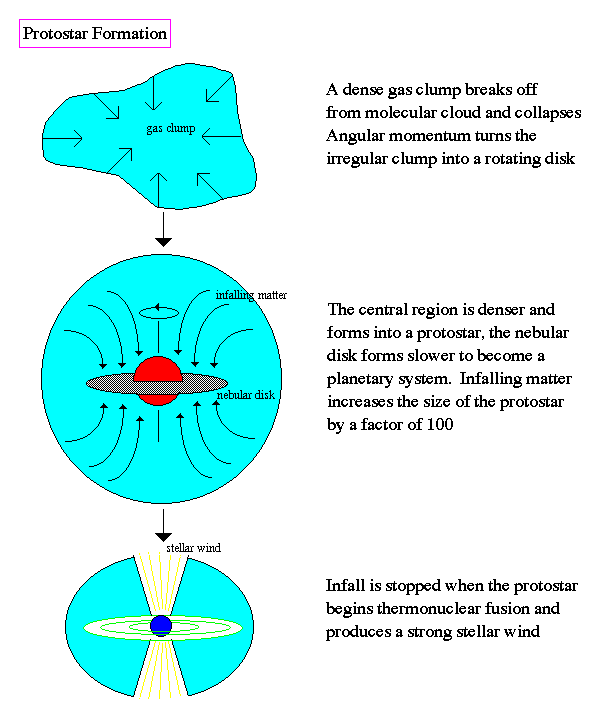 Protostar Formation
gas clump
A dense gas clump breaks off
from molecular cloud and collapses
Angular momentum turns the
irregular clump into a rotating disk
infalling matter
nebular disk
The central region is denser and
forms into a protostar, the nebular
disk forms slower to become a
planetary system.  Infalling matter
increases the size of the protostar
by a factor of 100
stellar wind
Infall is stopped when the protostar
begins thermonuclear fusion and
produces a strong stellar wind